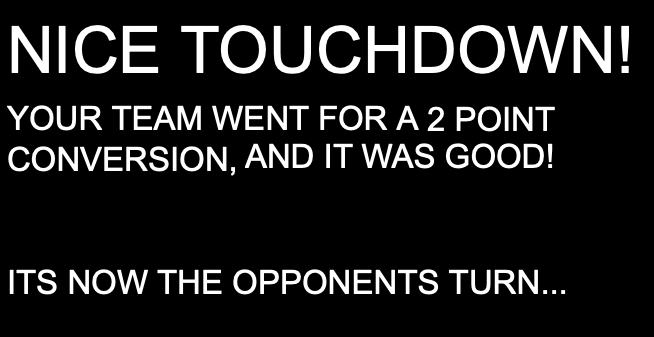 NICE TOUCHDOWN!
YOUR TEAM WENT FOR A 2 POINT
CONVERSION, AND IT WAS GOOD!
ITS NOW THE OPPONENTS TURN...